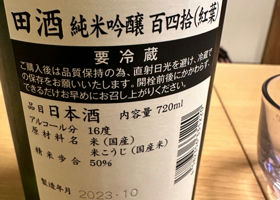 田酒 純米吟醸 百四拾(紅葉)
要冷蔵
ご購入後は品質保持の為、直射日光を避け、冷蔵で
の保存をお願いいたします。開栓前後にかかわらず
できるだけお早めにお召し上がりください。
品目 日本酒 内容量 720ml
アルコール分 16度
原材料名 米(国産)
米こうじ(国産米)
精米歩合 50%
製造年月 2023-10